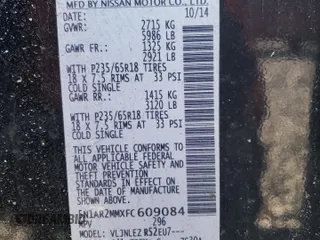 MFD BY NISSAN MOTOR CO., LTD.
DATE: 10/14
GVWR: 2715 KG
5986 LB
GAWR FR: 1325 KG
2921 LB
WITH P235/65R18 TIRES
18 X 7.5 RIMS AT 33 PSI
COLD SINGLE
GAWR RR: 1415 KG
3120 LB
WITH P235/65R18 TIRES
18 X 7.5 RIMS AT 33 PSI
COLD SINGLE
THIS VEHICLE CONFORMS TO
ALL APPLICABLE FEDERAL
MOTOR VEHICLE SAFETY
STANDARDS IN EFFECT ON THE
DATE OF MANUFACTURE SHOWN
ABOVE.
5N1AR2MMXFC609084
MPV 296
MODEL--- VLJNLEZ R52EU7---